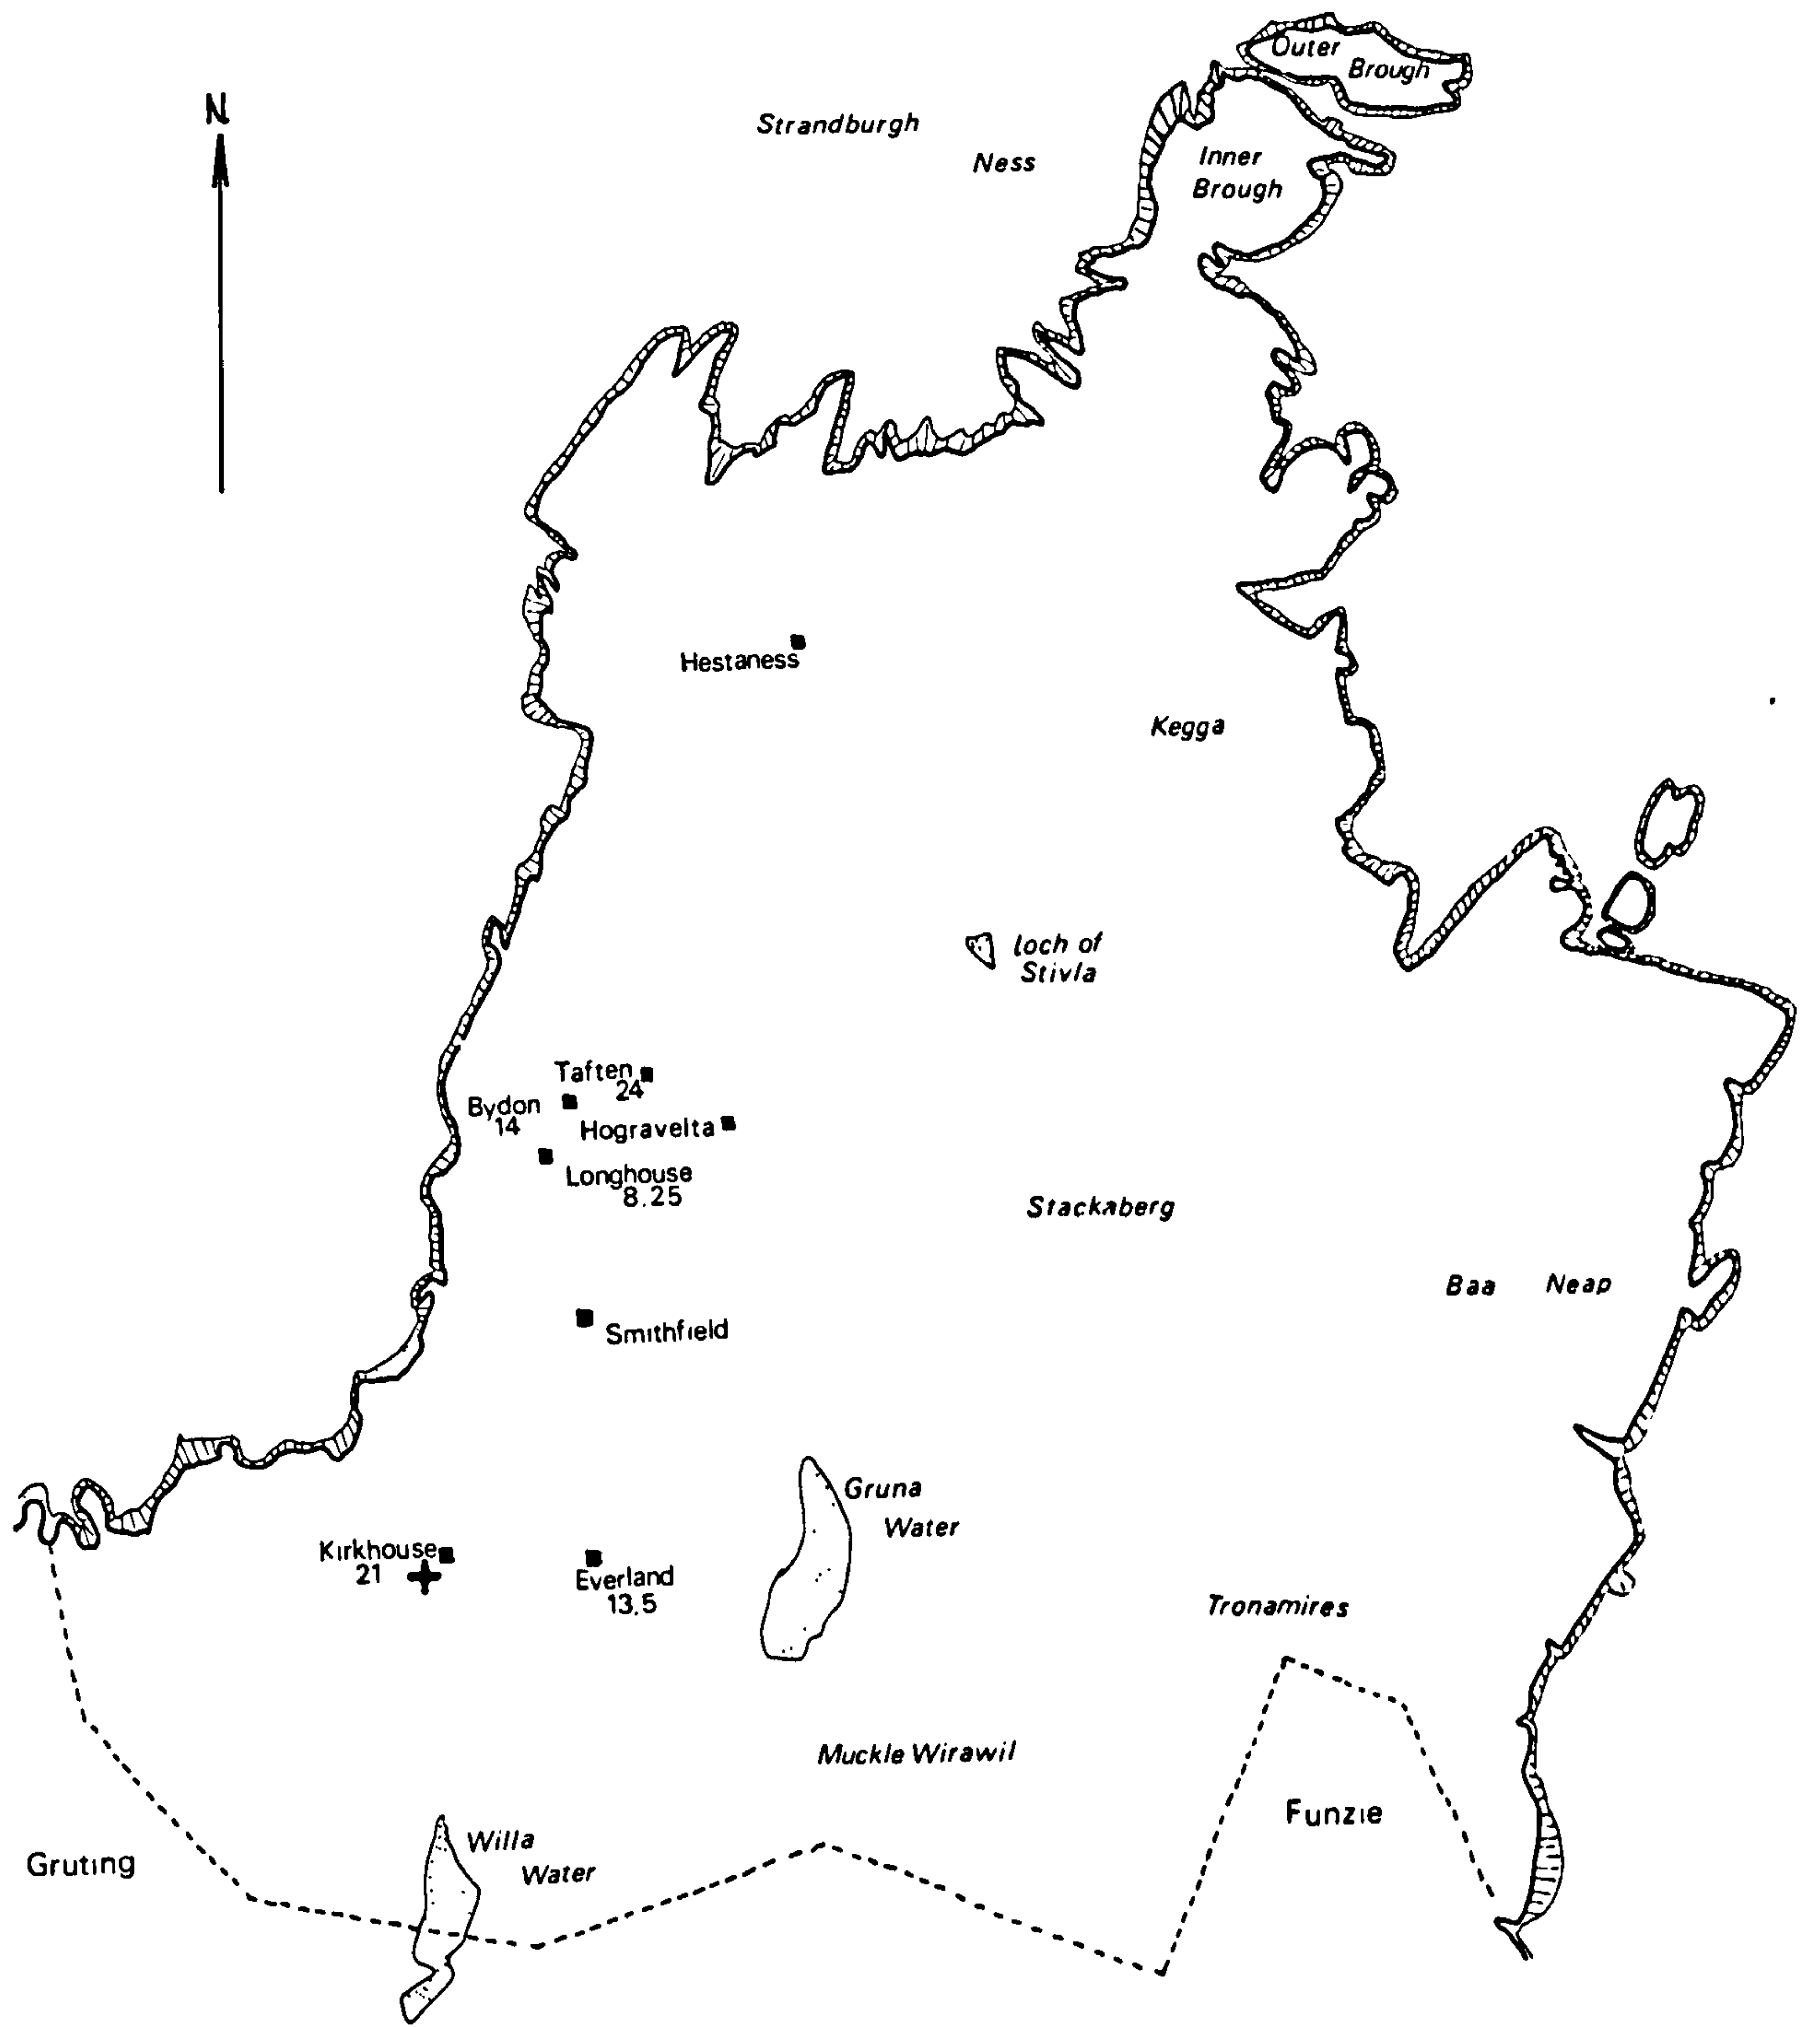 Outer
Brough
N
Strandburgh
Ness
Inner
Brough
Hestaness
Kegga
loch of
Stivla
Taften
24
Bydon
14
Hogravelta
Longhouse
8.25
Stackaberg
Baa Neap
Smithfield
Gruna
Water
Kirkhouse
21
Everland
13.5
Tronamires
Muckle Wirawil
Funzie
Willa
Water
Gruting